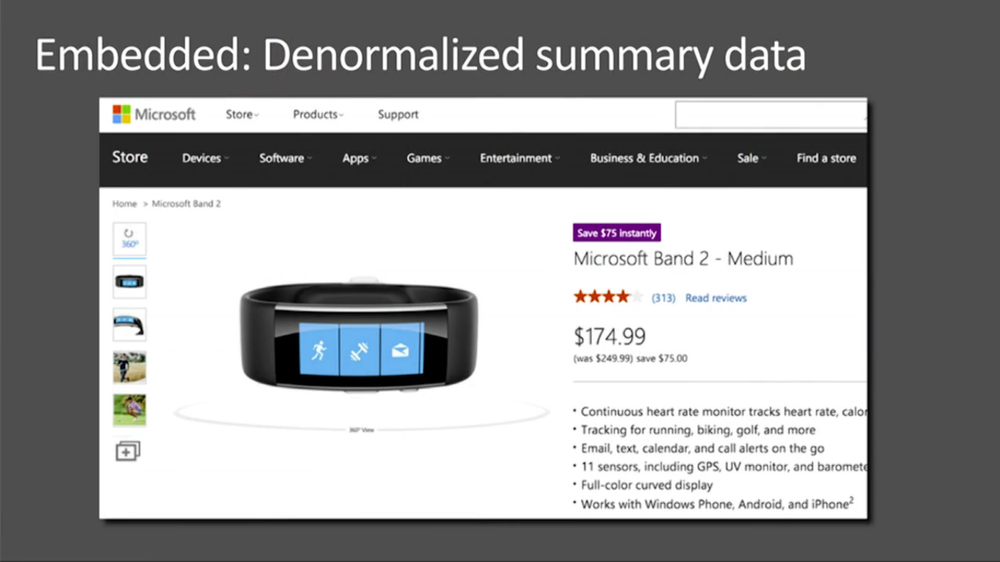 Embedded: Denormalized summary data
Microsoft Store Products Support
Store Devices Software Apps Games Entertainment Business & Education Sale Find a store
Home > Microsoft Band 2
360°
Save $75 instantly
Microsoft Band 2 - Medium
(313) Read reviews
$174.99
(was $249.99) save $75.00
• Continuous heart rate monitor tracks heart rate, calor
• Tracking for running, biking, golf, and more
• Email, text, calendar, and call alerts on the go
• 11 sensors, including GPS, UV monitor, and baromete
• Full-color curved display
• Works with Windows Phone, Android, and iPhone2
360° View